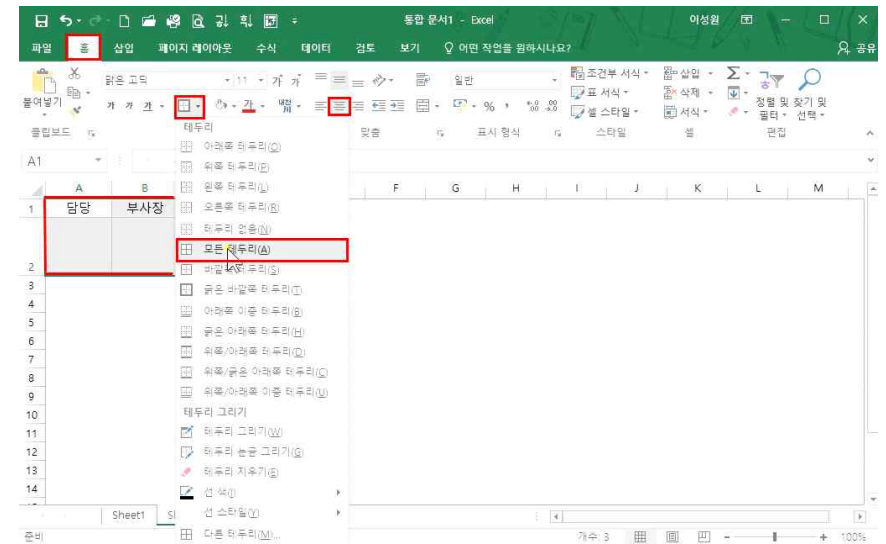 통합 문서1 - Excel 이성원
파일 홈 삽입 페이지 레이아웃 수식 데이터 검토 보기 어떤 작업을 원하시나요? 공유
붙여넣기 맑은 고딕 11 가 가 일반 조건부 서식 삽입 Σ
가 가 가 가 내천 % , 표 서식 삭제 정렬 및 필터 찾기 및 선택
셀 스타일 서식
클립보드 맞춤 표시 형식 스타일 셀 편집
A1
A B F G H I J K L M
1 담당 부사장
2
3
4
5
6
7
8
9
10
11
12
13
14
테두리
아래쪽 테두리(O)
위쪽 테두리(P)
왼쪽 테두리(L)
오른쪽 테두리(R)
테두리 없음(N)
모든 테두리(A)
바깥쪽 테두리(S)
굵은 바깥쪽 테두리(T)
아래쪽 이중 테두리(B)
굵은 아래쪽 테두리(H)
위쪽/아래쪽 테두리(D)
위쪽/굵은 아래쪽 테두리(C)
위쪽/아래쪽 이중 테두리(U)
테두리 그리기
테두리 그리기(W)
테두리 눈금 그리기(G)
테두리 지우기(E)
선 색(I)
선 스타일(Y)
다른 테두리(M)...
Sheet1
준비 개수: 3 - + 100%